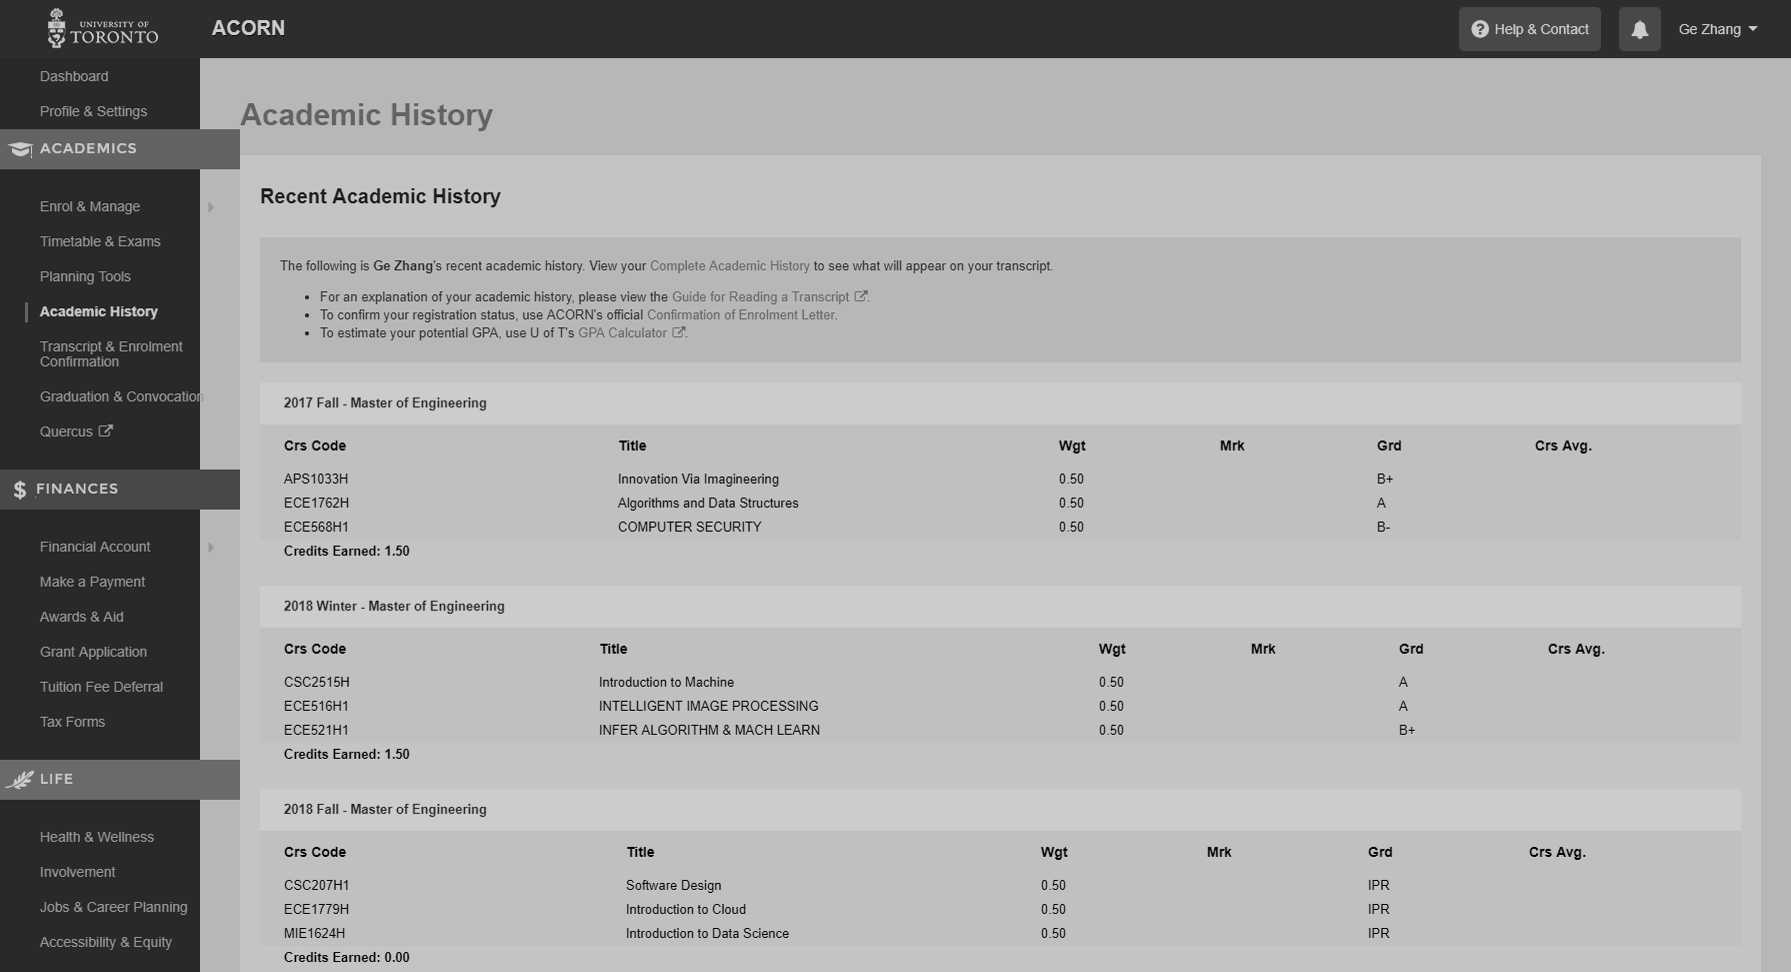 UNIVERSITY OF
TORONTO
ACORN
Help & Contact
Ge Zhang
Dashboard
Profile & Settings
ACADEMICS
Enrol & Manage
Timetable & Exams
Planning Tools
Academic History
Transcript & Enrolment
Confirmation
Graduation & Convocation
Quercus
FINANCES
Financial Account
Make a Payment
Awards & Aid
Grant Application
Tuition Fee Deferral
Tax Forms
LIFE
Health & Wellness
Involvement
Jobs & Career Planning
Accessibility & Equity
Academic History
Recent Academic History
The following is Ge Zhang's recent academic history. View your Complete Academic History to see what will appear on your transcript.
• For an explanation of your academic history, please view the Guide for Reading a Transcript.
• To confirm your registration status, use ACORN's official Confirmation of Enrolment Letter.
• To estimate your potential GPA, use U of T's GPA Calculator.
2017 Fall - Master of Engineering
Crs Code Title Wgt Mrk Grd Crs Avg.
APS1033H Innovation Via Imagineering 0.50 B+
ECE1762H Algorithms and Data Structures 0.50 A
ECE568H1 COMPUTER SECURITY 0.50 B-
Credits Earned: 1.50
2018 Winter - Master of Engineering
Crs Code Title Wgt Mrk Grd Crs Avg.
CSC2515H Introduction to Machine 0.50 A
ECE516H1 INTELLIGENT IMAGE PROCESSING 0.50 A
ECE521H1 INFER ALGORITHM & MACH LEARN 0.50 B+
Credits Earned: 1.50
2018 Fall - Master of Engineering
Crs Code Title Wgt Mrk Grd Crs Avg.
CSC207H1 Software Design 0.50 IPR
ECE1779H Introduction to Cloud 0.50 IPR
MIE1624H Introduction to Data Science 0.50 IPR
Credits Earned: 0.00